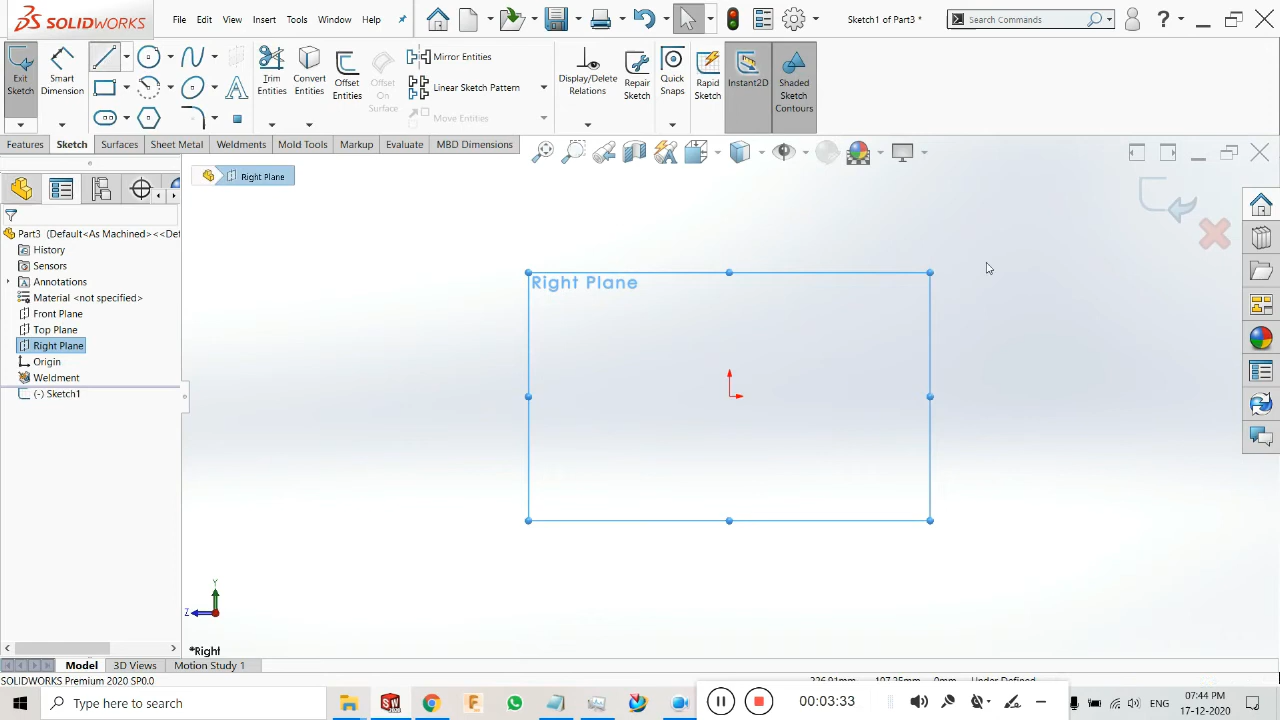 SOLIDWORKS
File Edit View Insert Tools Window Help
Sketch1 of Part3 *
Search Commands
Exit Sketch
Smart Dimension
Trim Entities
Convert Entities
Offset Entities
Offset On Surface
Mirror Entities
Linear Sketch Pattern
Move Entities
Display/Delete Relations
Repair Sketch
Quick Snaps
Rapid Sketch
Instant2D
Shaded Sketch Contours
Features Sketch Surfaces Sheet Metal Weldments Mold Tools Markup Evaluate MBD Dimensions
Right Plane
Part3 (Default<As Machined><<Def
History
Sensors
Annotations
Material <not specified>
Front Plane
Top Plane
Right Plane
Origin
Weldment
(-) Sketch1
Right Plane
Y
Z
*Right
Model 3D Views Motion Study 1
SOLIDWORKS Premium 2020 SP0.0
Type here to search
00:03:33
ENG
07:44 PM
17-12-2020